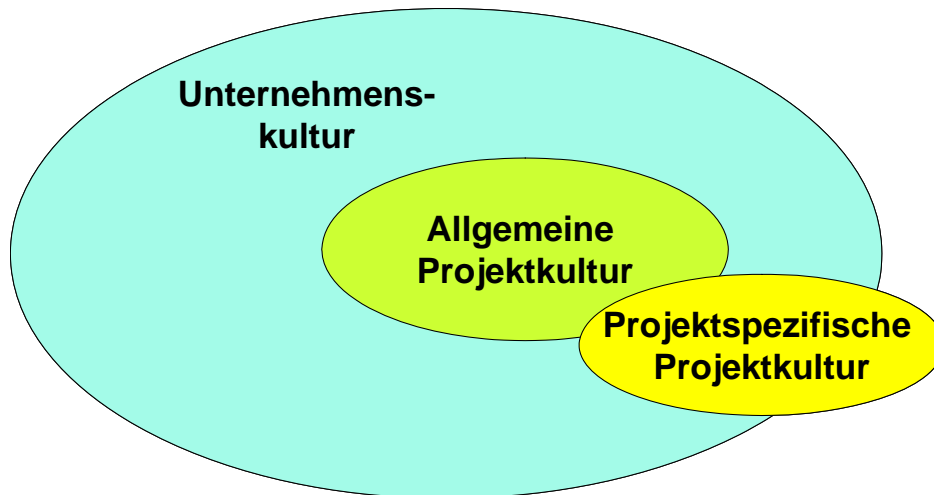 Unternehmens-
kultur
Allgemeine
Projektkultur
Projektspezifische
Projektkultur